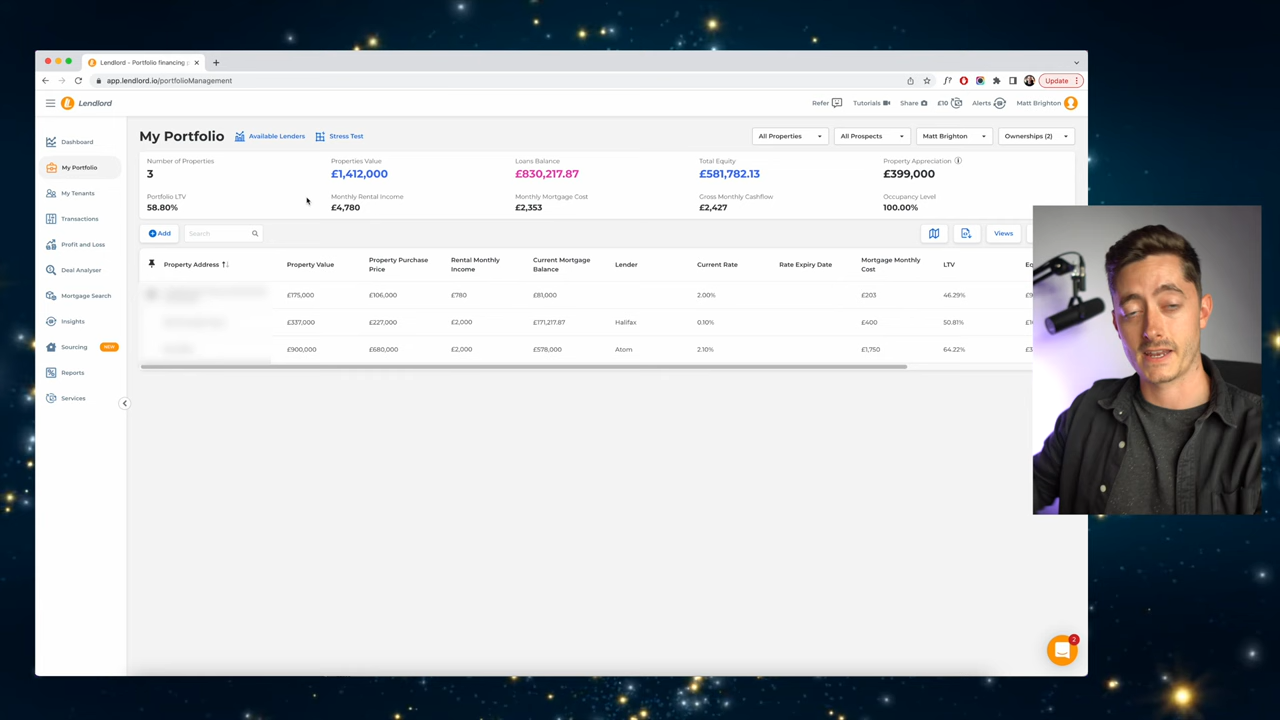 Lendlord - Portfolio financing
app.lendlord.io/portfolioManagement
Update
Lendlord
Refer
Tutorials
Share
£10
Alerts
Matt Brighton
Dashboard
My Portfolio
My Tenants
Transactions
Profit and Loss
Deal Analyser
Mortgage Search
Insights
Sourcing NEW
Reports
Services
My Portfolio
Available Lenders
Stress Test
All Properties
All Prospects
Matt Brighton
Ownerships (2)
Number of Properties
3
Properties Value
£1,412,000
Loans Balance
£830,217.87
Total Equity
£581,782.13
Property Appreciation
£399,000
Portfolio LTV
58.80%
Monthly Rental Income
£4,780
Monthly Mortgage Cost
£2,353
Gross Monthly Cashflow
£2,427
Occupancy Level
100.00%
Add
Search
Views
Property Address
Property Value
Property Purchase
Price
Rental Monthly
Income
Current Mortgage
Balance
Lender
Current Rate
Rate Expiry Date
Mortgage Monthly
Cost
LTV
£175,000 £106,000 £780 £81,000 2.00% £203 46.29%
£337,000 £227,000 £2,000 £171,217.87 Halifax 0.10% £400 50.81%
£900,000 £680,000 £2,000 £578,000 Atom 2.10% £1,750 64.22%
2